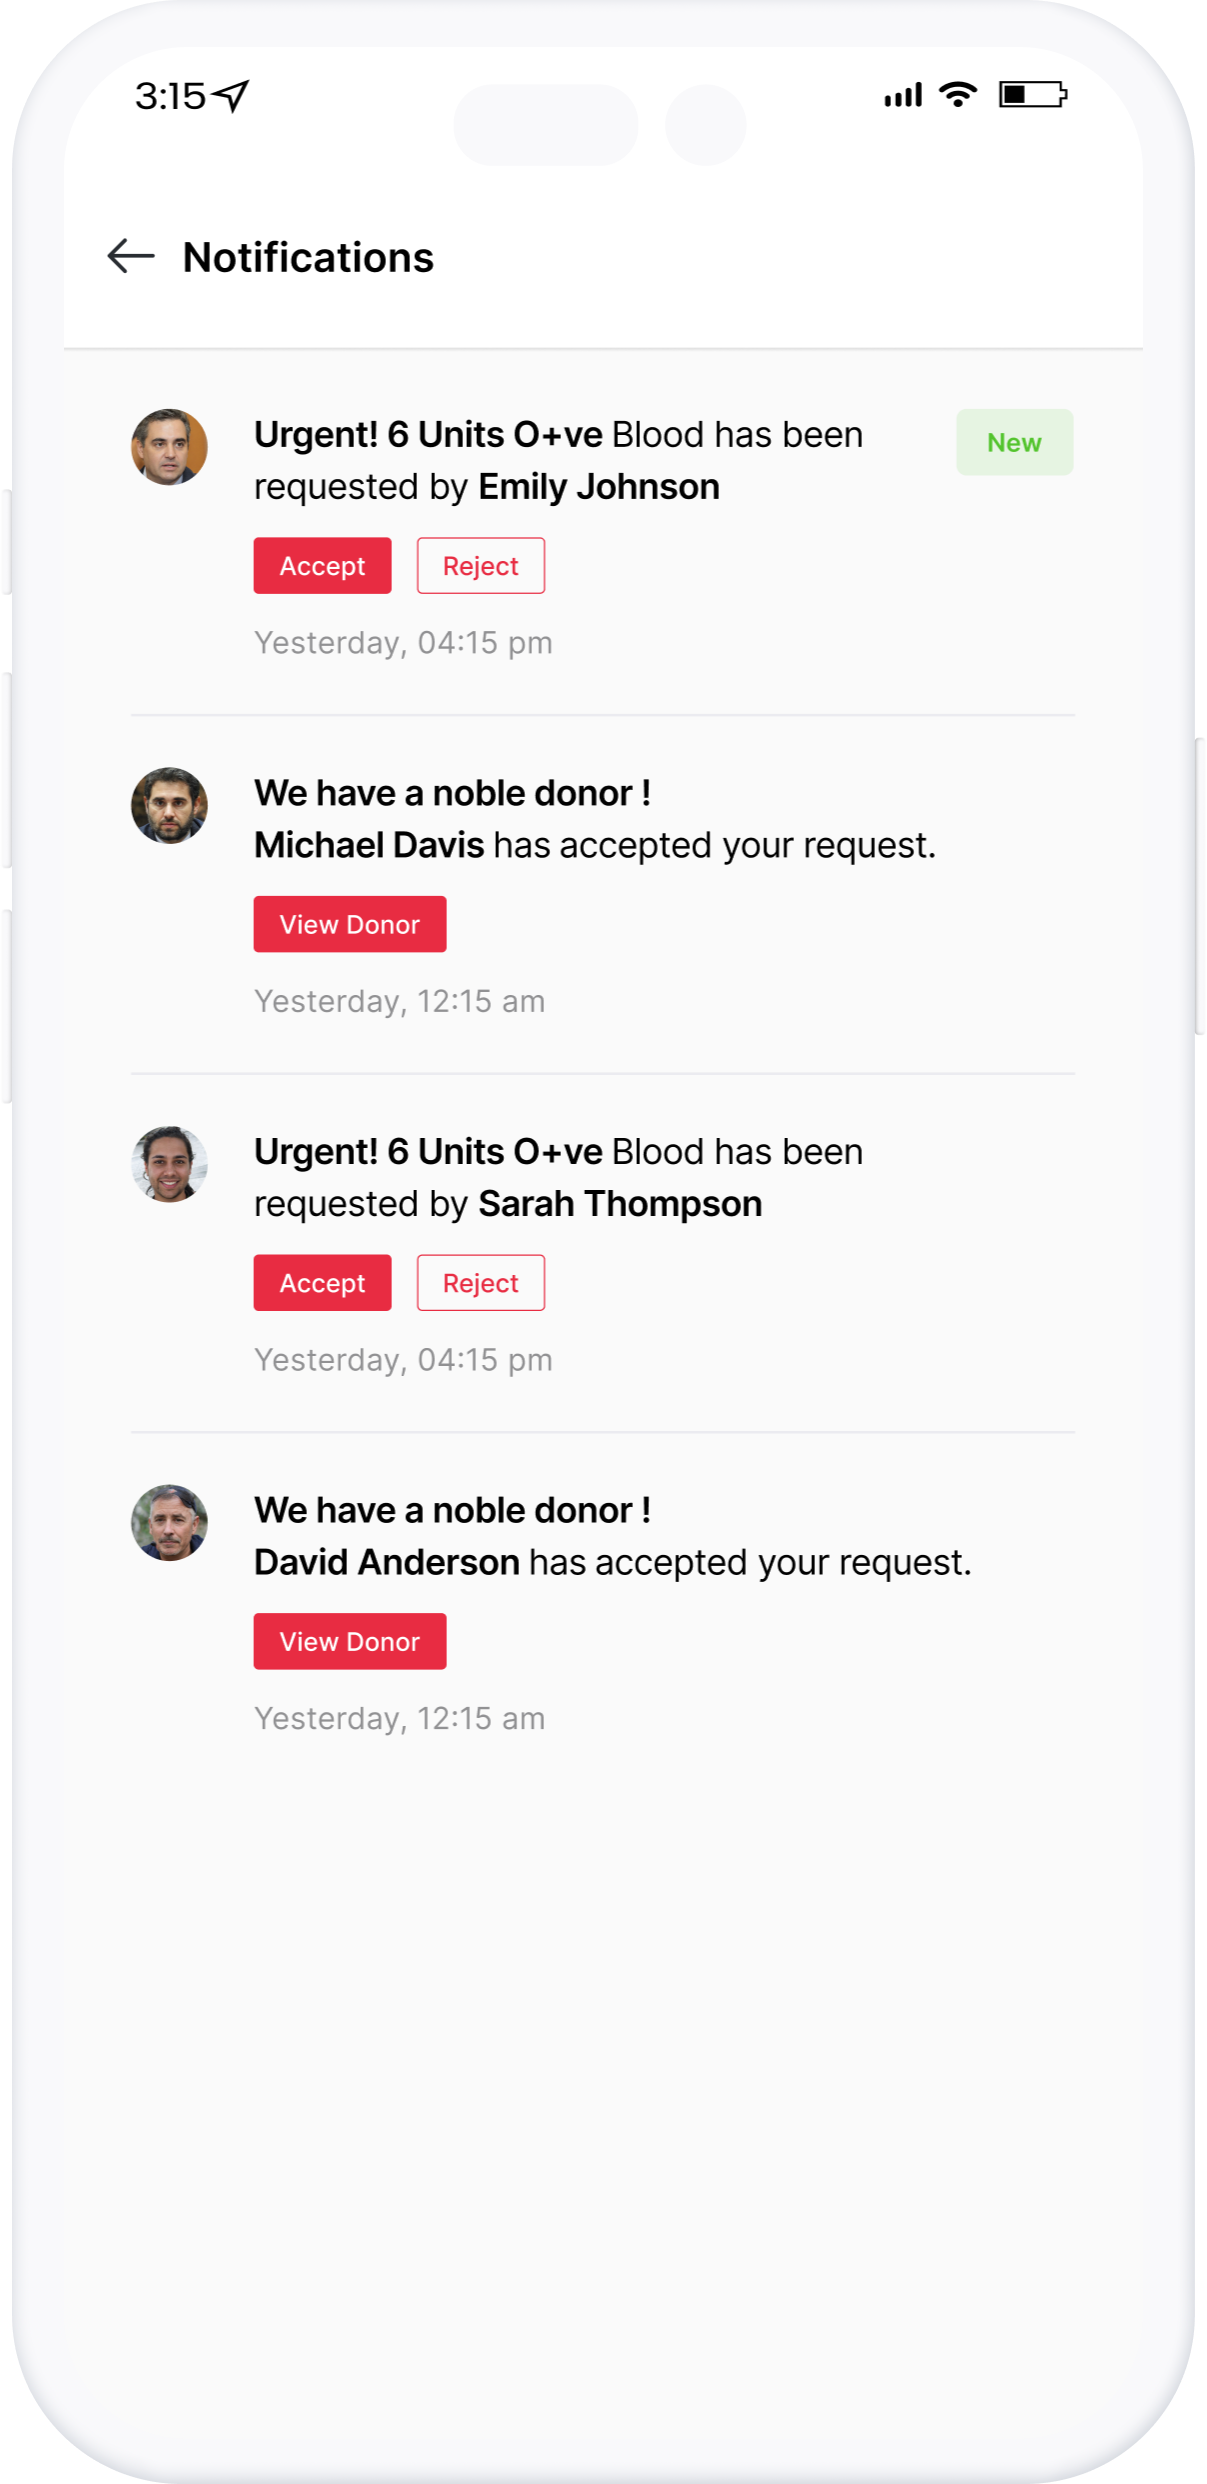 3:15
Notifications
Urgent! 6 Units O+ve Blood has been
New
requested by Emily Johnson
Accept
Reject
Yesterday, 04:15 pm
We have a noble donor !
Michael Davis has accepted your request.
View Donor
Yesterday, 12:15 am
Urgent! 6 Units O+ve Blood has been
requested by Sarah Thompson
Accept
Reject
Yesterday, 04:15 pm
We have a noble donor !
David Anderson has accepted your request.
View Donor
Yesterday, 12:15 am